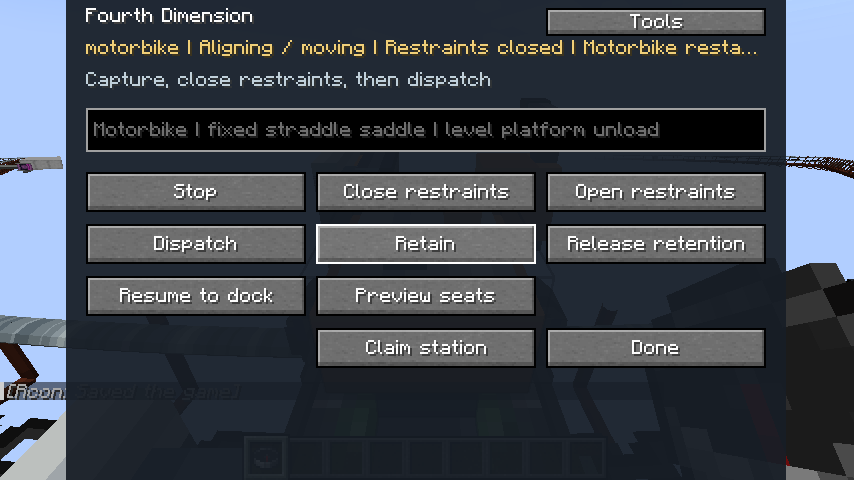 Fourth Dimension
Tools
motorbike | Aligning / moving | Restraints closed | Motorbike resta...
Capture, close restraints, then dispatch
Motorbike | fixed straddle saddle | level platform unload
Stop
Close restraints
Open restraints
Dispatch
Retain
Release retention
Resume to dock
Preview seats
Claim station
Done
Saved the game]